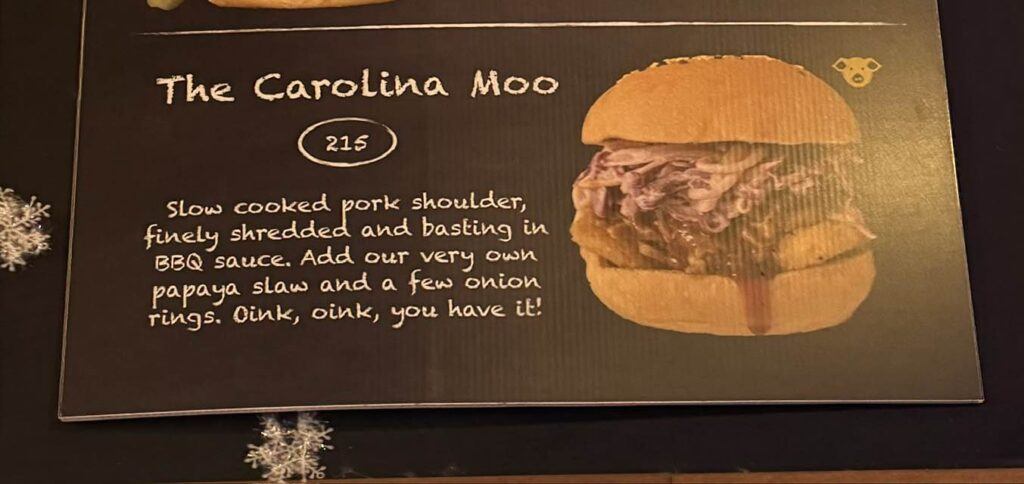 The Carolina Moo
215
Slow cooked pork shoulder,
finely shredded and basting in
BBQ sauce. Add our very own
papaya slaw and a few onion
rings. Oink, oink, you have it!